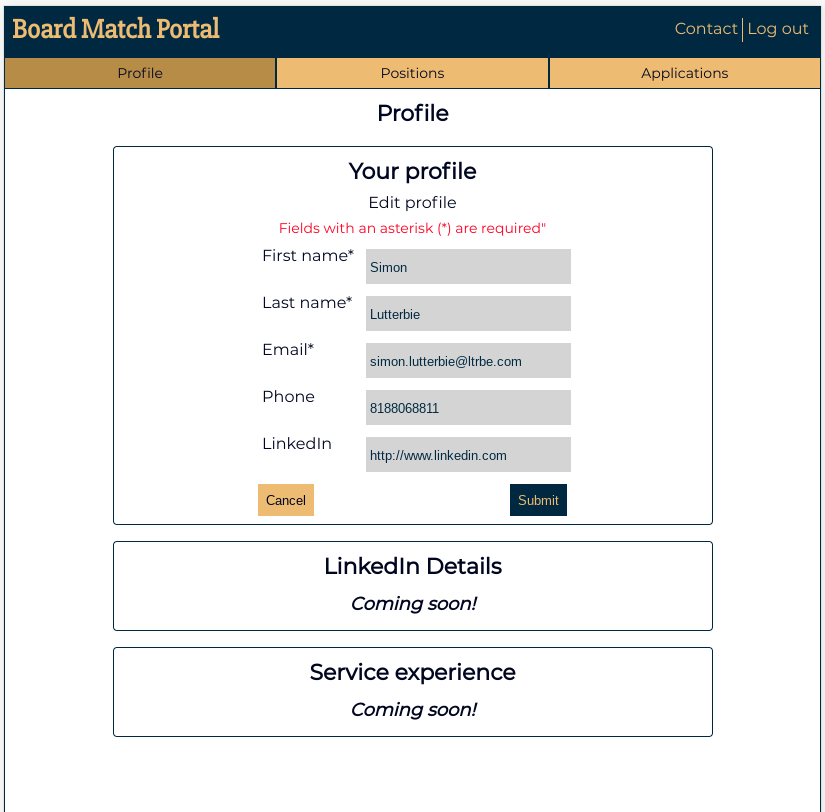 Board Match Portal
Contact Log out
Profile Positions Applications
Profile
Your profile
Edit profile
Fields with an asterisk (*) are required"
First name* Simon
Last name* Lutterbie
Email* simon.lutterbie@ltrbe.com
Phone 8188068811
LinkedIn http://www.linkedin.com
Cancel Submit
LinkedIn Details
Coming soon!
Service experience
Coming soon!